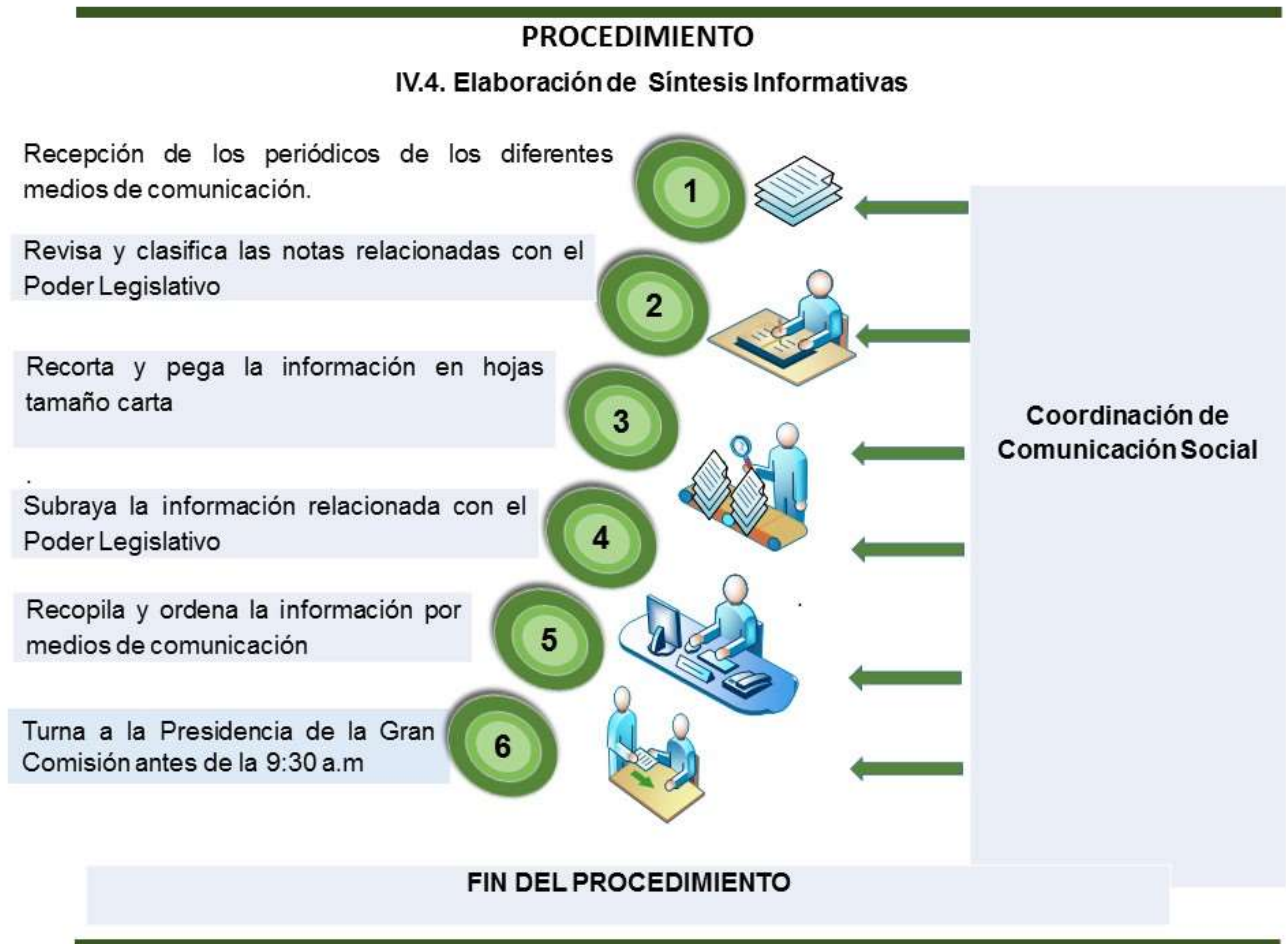 PROCEDIMIENTO
IV.4. Elaboración de Síntesis Informativas
Recepción de los periódicos de los diferentes
medios de comunicación.
1
Revisa y clasifica las notas relacionadas con el
Poder Legislativo
2
Recorta y pega la información en hojas
tamaño carta
3
.
Subraya la información relacionada con el
Poder Legislativo
4
Recopila y ordena la información por
medios de comunicación
5
.
Turna a la Presidencia de la Gran
Comisión antes de la 9:30 a.m
6
Coordinación de
Comunicación Social
FIN DEL PROCEDIMIENTO